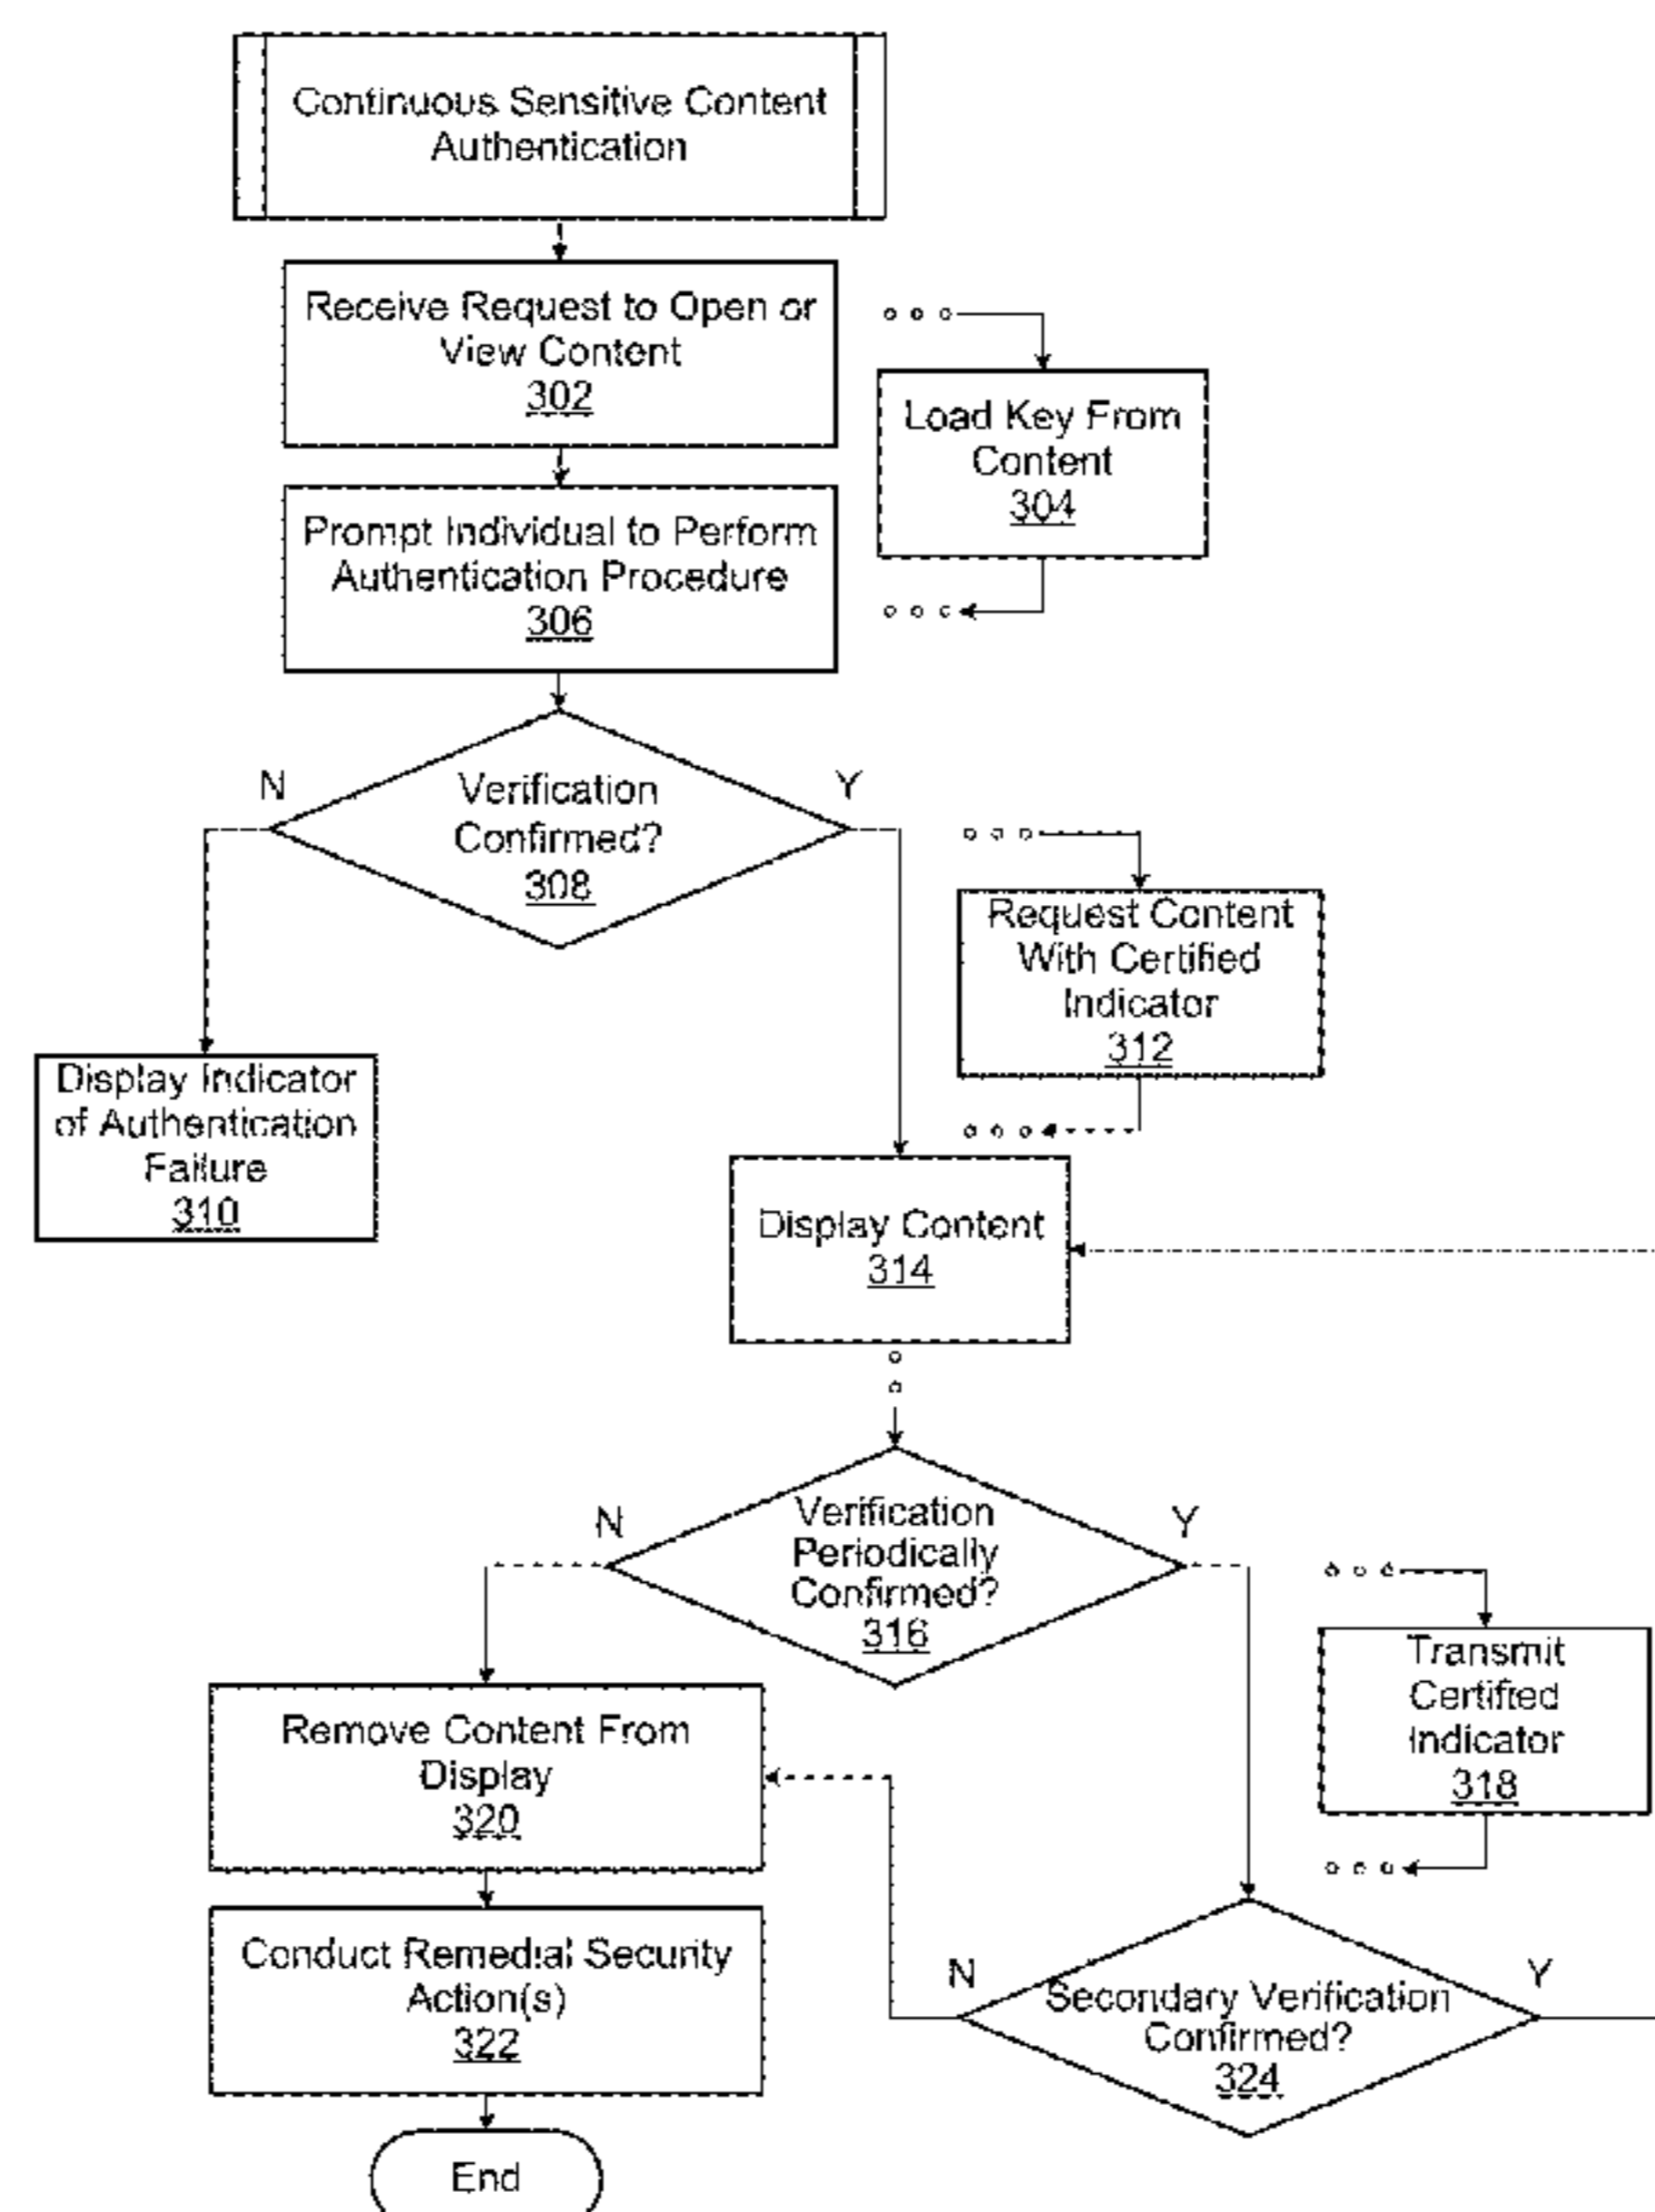 Continuous Sensitive Content
Authentication
Receive Request to Open or
View Content
302
Load Key From
Content
304
Prompt Individual to Perform
Authentication Procedure
306
N
Y
Verification
Confirmed?
308
Request Content
With Certified
Indicator
312
Display Indicator
of Authentication
Failure
310
Display Content
314
N
Y
Verification
Periodically
Confirmed?
316
Transmit
Certified
Indicator
318
Remove Content From
Display
320
Conduct Remedial Security
Action(s)
322
N
Y
Secondary Verification
Confirmed?
324
End